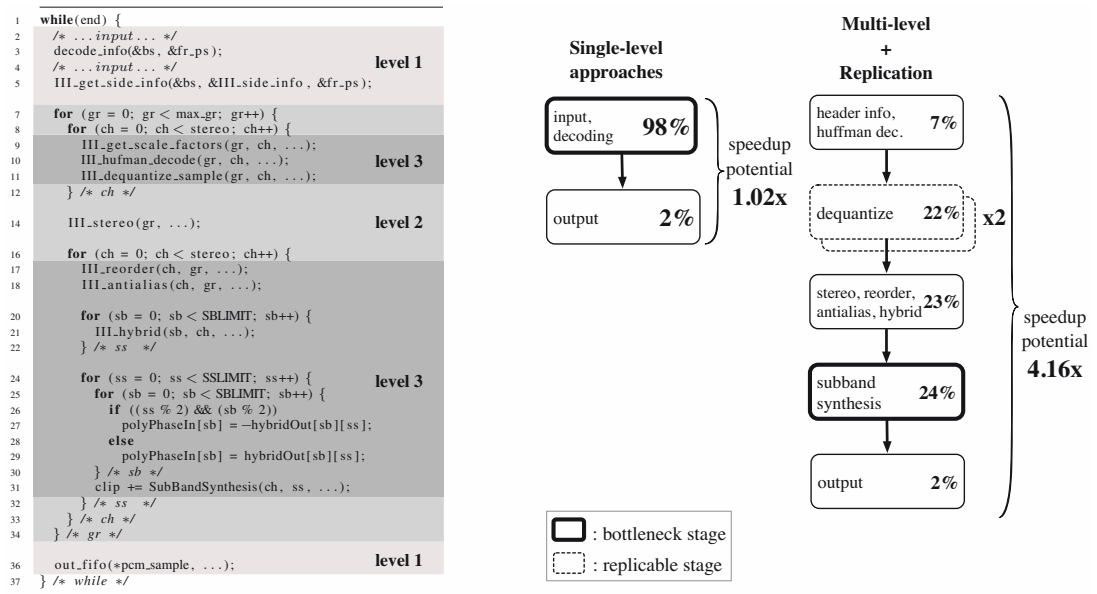 1 while(end) {
2 /* ...input... */
3 decode_info(&bs, &fr_ps);
4 /* ...input... */
level 1
5 III_get_side_info(&bs, &III_side_info, &fr_ps);
7 for (gr = 0; gr < max_gr; gr++) {
8 for (ch = 0; ch < stereo; ch++) {
9 III_get_scale_factors(gr, ch, ...);
10 III_hufman_decode(gr, ch, ...);
level 3
11 III_dequantize_sample(gr, ch, ...);
12 } /* ch */
14 III_stereo(gr, ...);
level 2
16 for (ch = 0; ch < stereo; ch++) {
17 III_reorder(ch, gr, ...);
18 III_antialias(ch, gr, ...);
20 for (sb = 0; sb < SBLIMIT; sb++) {
21 III_hybrid(sb, ch, ...);
22 } /* ss */
24 for (ss = 0; ss < SSLIMIT; ss++) {
level 3
25 for (sb = 0; sb < SBLIMIT; sb++) {
26 if ((ss % 2) && (sb % 2))
27 polyPhaseIn[sb] = −hybridOut[sb][ss];
28 else
29 polyPhaseIn[sb] = hybridOut[sb][ss];
30 } /* sb */
31 clip += SubBandSynthesis(ch, ss, ...);
32 } /* ss */
33 } /* ch */
34 } /* gr */
36 out_fifo(*pcm_sample, ...);
level 1
37 } /* while */
Single-level
approaches
input,
decoding 98%
output 2%
speedup
potential
1.02x
Multi-level
+
Replication
header info,
huffman dec. 7%
dequantize 22%
x2
stereo, reorder,
antialias, hybrid 23%
subband
synthesis 24%
output 2%
speedup
potential
4.16x
: bottleneck stage
: replicable stage